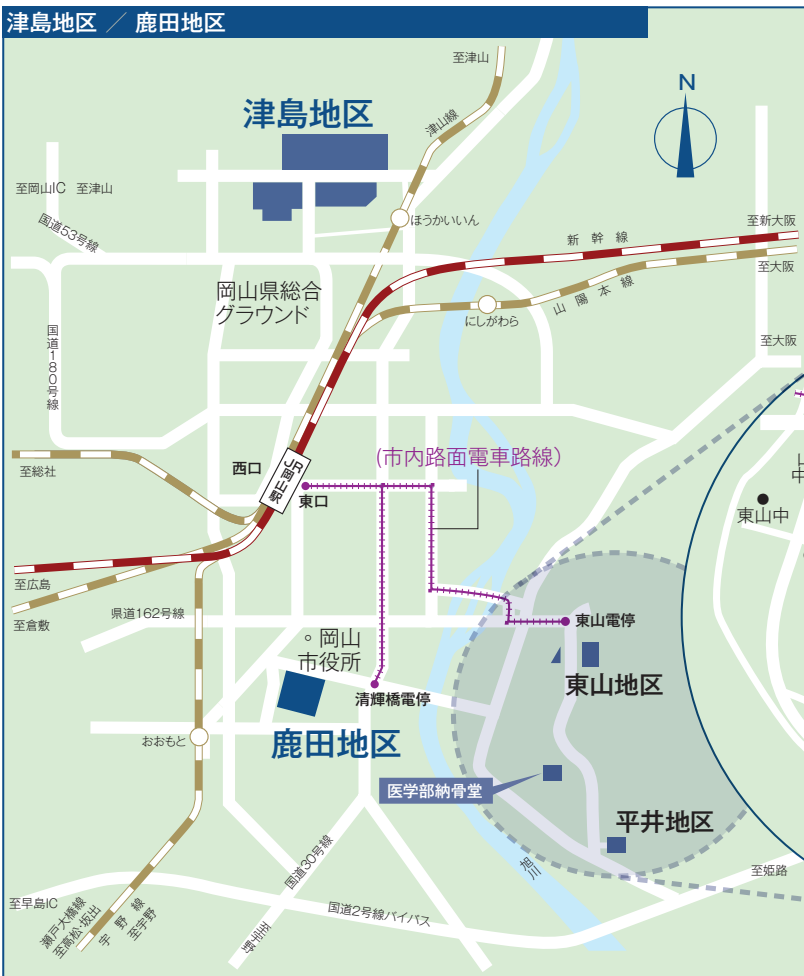 津島地区 ／ 鹿田地区
至津山
N
津島地区
津山線
至岡山IC 至津山
国道53号線
ほうかいいん
新幹線
至新大阪
至大阪
岡山県総合
グラウンド
にしがわら
山陽本線
国道180号線
至大阪
(市内路面電車路線)
西口
JR岡山駅
至総社
東口
東山中
至広島
県道162号線
至倉敷
東山電停
岡山
市役所
東山地区
清輝橋電停
鹿田地区
おおもと
医学部納骨堂
平井地区
国道30号線
旭川
至姫路
至早島IC
国道2号線バイパス
瀬戸大橋線
至高松・坂出
宇野線
至宇野
至宇野